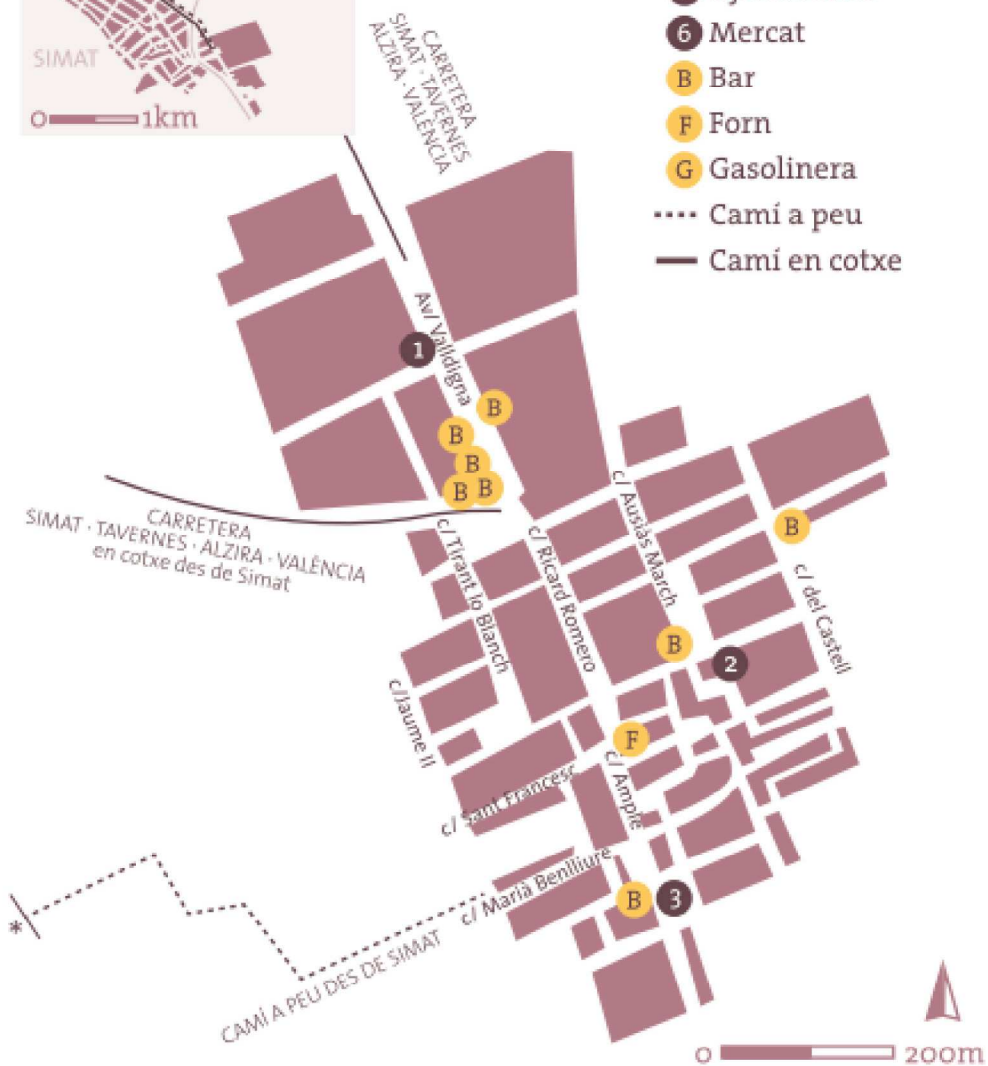 SIMAT
0 1km
CARRETERA
SIMAT · TAVERNES
ALZIRA · VALÈNCIA
6 Mercat
B Bar
F Forn
G Gasolinera
Camí a peu
Camí en cotxe
Av/ Valldigna
1
B
B
B
B
B
CARRETERA
SIMAT · TAVERNES · ALZIRA · VALÈNCIA
en cotxe des de Simat
c/ Tirant lo Blanch
c/ Ricard Romero
c/ Ausiàs March
B
c/ del Castell
B
2
c/Jaume II
F
c/ Sant Francesc
c/ Ample
c/ Marià Benlliure
B
3
*
CAMÍ A PEU DES DE SIMAT
0 200m